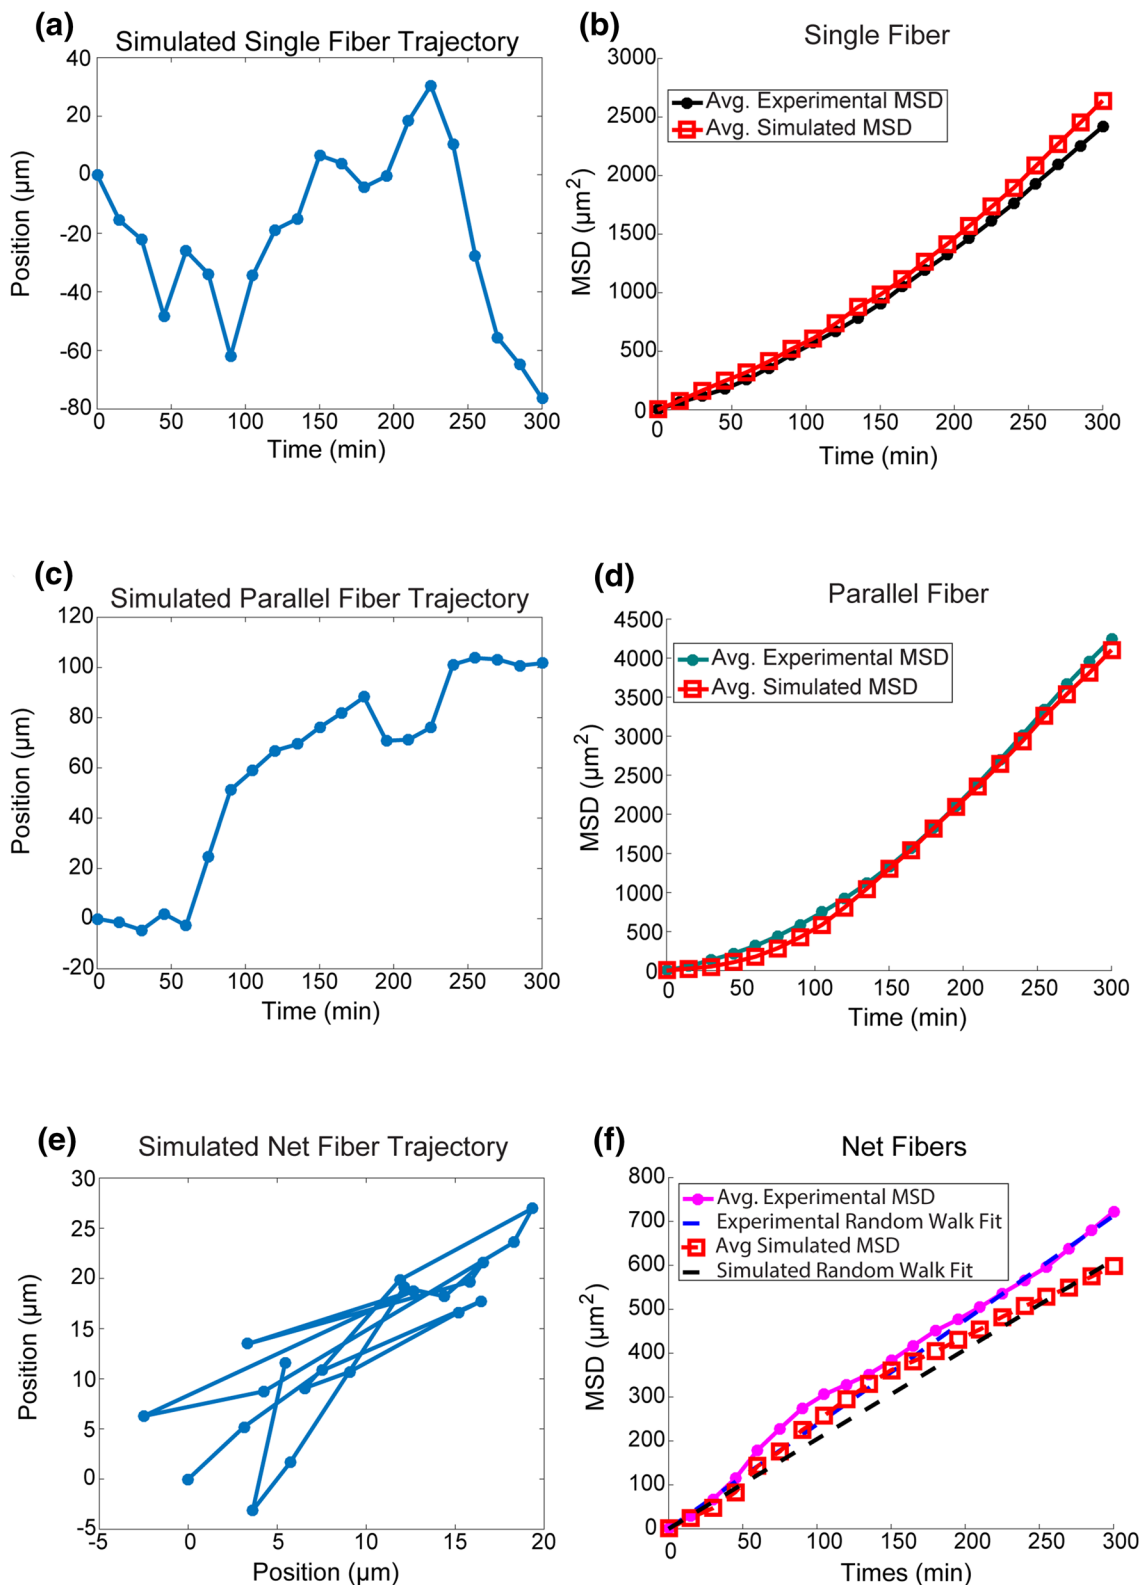 (a)
Simulated Single Fiber Trajectory
40
20
0
-20
-40
-60
-80
0 50 100 150 200 250 300
Position (µm)
Time (min)
(b)
Single Fiber
3000
2500
2000
1500
1000
500
0
0 50 100 150 200 250 300
Avg. Experimental MSD
Avg. Simulated MSD
MSD (µm²)
Time (min)
(c)
Simulated Parallel Fiber Trajectory
120
100
80
60
40
20
0
-20
0 50 100 150 200 250 300
Position (µm)
Time (min)
(d)
Parallel Fiber
4500
4000
3500
3000
2500
2000
1500
1000
500
0
0 50 100 150 200 250 300
Avg. Experimental MSD
Avg. Simulated MSD
MSD (µm²)
Time (min)
(e)
Simulated Net Fiber Trajectory
30
25
20
15
10
5
0
-5
-5 0 5 10 15 20
Position (µm)
Position (µm)
(f)
Net Fibers
800
700
600
500
400
300
200
100
0
0 50 100 150 200 250 300
Avg. Experimental MSD
Experimental Random Walk Fit
Avg Simulated MSD
Simulated Random Walk Fit
MSD (µm²)
Times (min)